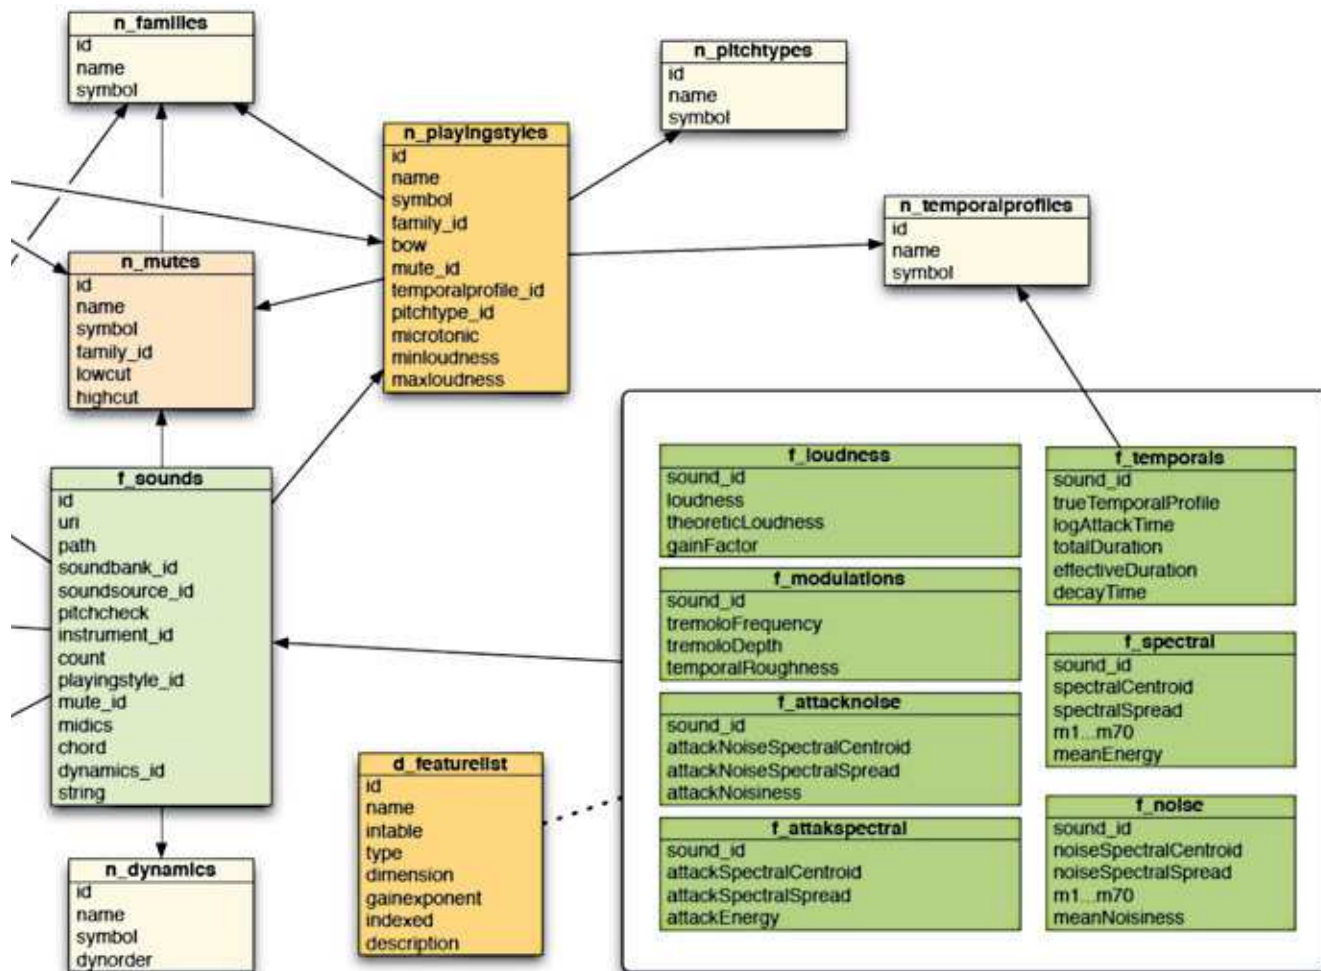 n_families
id
name
symbol
n_pitchtypes
id
name
symbol
n_playingstyles
id
name
symbol
family_id
bow
mute_id
temporalprofile_id
pitchtype_id
microtonic
minloudness
maxloudness
n_temporalprofiles
id
name
symbol
n_mutes
id
name
symbol
family_id
lowcut
highcut
f_sounds
id
uri
path
soundbank_id
soundsource_id
pitchcheck
instrument_id
count
playingstyle_id
mute_id
midics
chord
dynamics_id
string
n_dynamics
id
name
symbol
dynorder
d_featurelist
id
name
intable
type
dimension
gainexponent
indexed
description
f_loudness
sound_id
loudness
theoreticLoudness
gainFactor
f_modulations
sound_id
tremoloFrequency
tremoloDepth
temporalRoughness
f_attacknoise
sound_id
attackNoiseSpectralCentroid
attackNoiseSpectralSpread
attackNoisiness
f_attakspectral
sound_id
attackSpectralCentroid
attackSpectralSpread
attackEnergy
f_temporals
sound_id
trueTemporalProfile
logAttackTime
totalDuration
effectiveDuration
decayTime
f_spectral
sound_id
spectralCentroid
spectralSpread
m1...m70
meanEnergy
f_noise
sound_id
noiseSpectralCentroid
noiseSpectralSpread
m1...m70
meanNoisiness